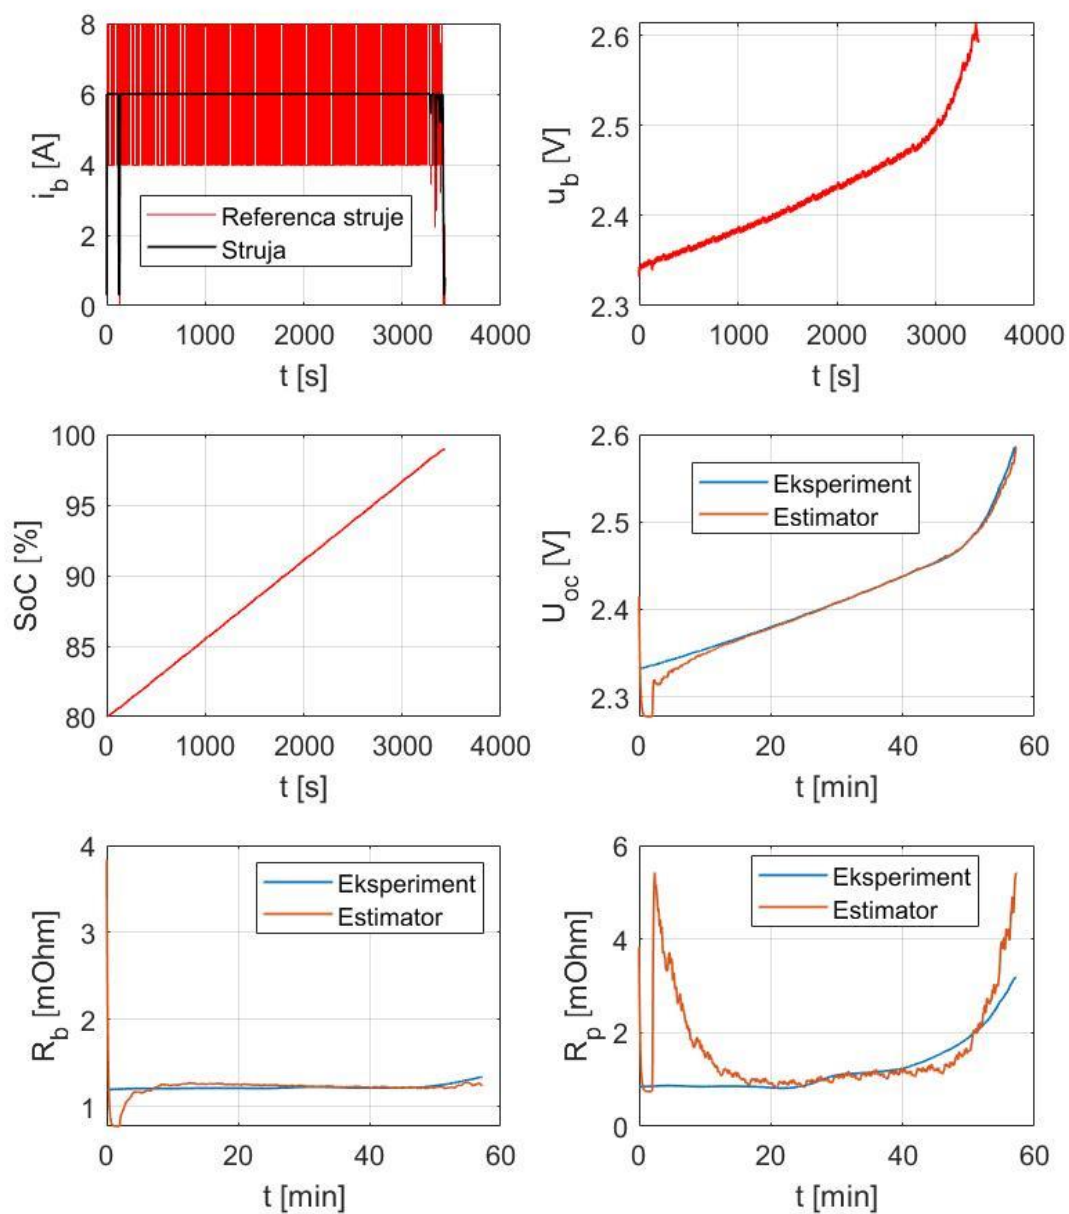 8
6
4
2
0
i_b [A]
Referenca struje
Struja
0 1000 2000 3000 4000
t [s]
2.6
2.5
2.4
2.3
u_b [V]
0 1000 2000 3000 4000
t [s]
100
95
90
85
80
SoC [%]
0 1000 2000 3000 4000
t [s]
2.6
2.5
2.4
2.3
U_oc [V]
Eksperiment
Estimator
0 20 40 60
t [min]
4
3
2
1
R_b [mOhm]
Eksperiment
Estimator
0 20 40 60
t [min]
6
4
2
0
R_p [mOhm]
Eksperiment
Estimator
0 20 40 60
t [min]